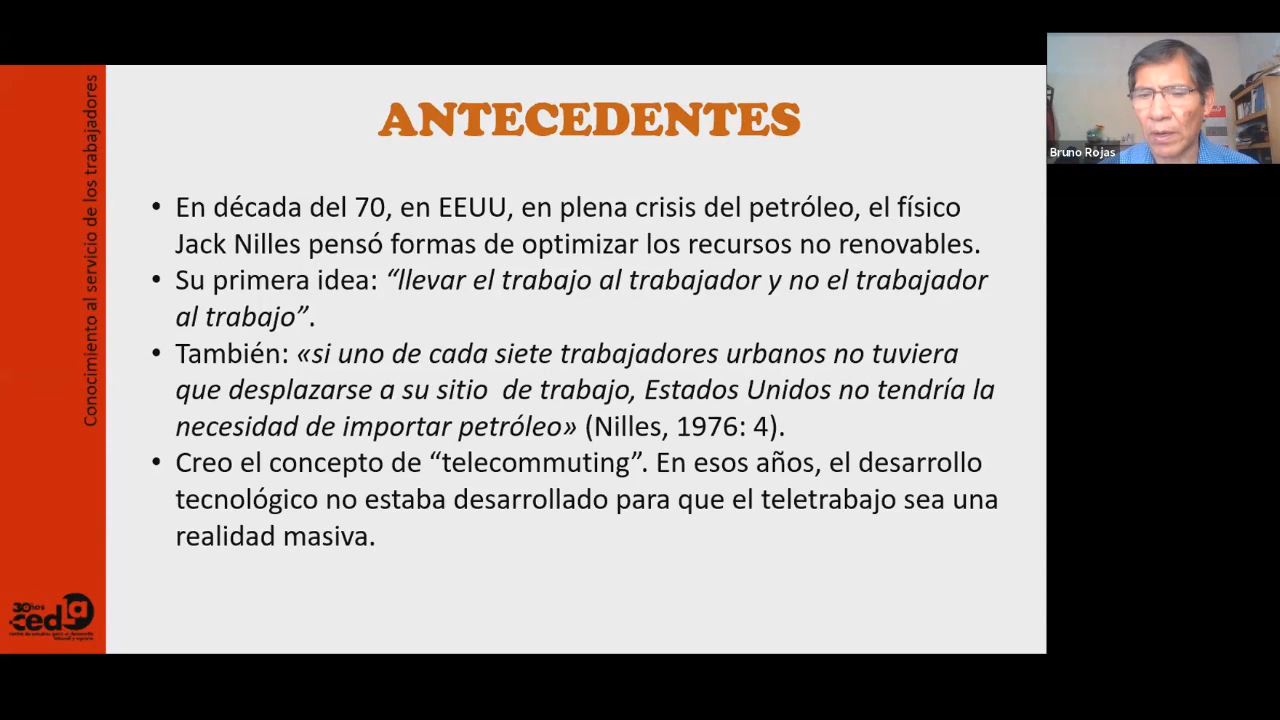 Conocimiento al servicio de los trabajadores
ANTECEDENTES
• En década del 70, en EEUU, en plena crisis del petróleo, el físico
Jack Nilles pensó formas de optimizar los recursos no renovables.
• Su primera idea: “llevar el trabajo al trabajador y no el trabajador
al trabajo”.
• También: «si uno de cada siete trabajadores urbanos no tuviera
que desplazarse a su sitio de trabajo, Estados Unidos no tendría la
necesidad de importar petróleo» (Nilles, 1976: 4).
• Creo el concepto de “telecommuting”. En esos años, el desarrollo
tecnológico no estaba desarrollado para que el teletrabajo sea una
realidad masiva.
30años
cedla
Bruno Rojas